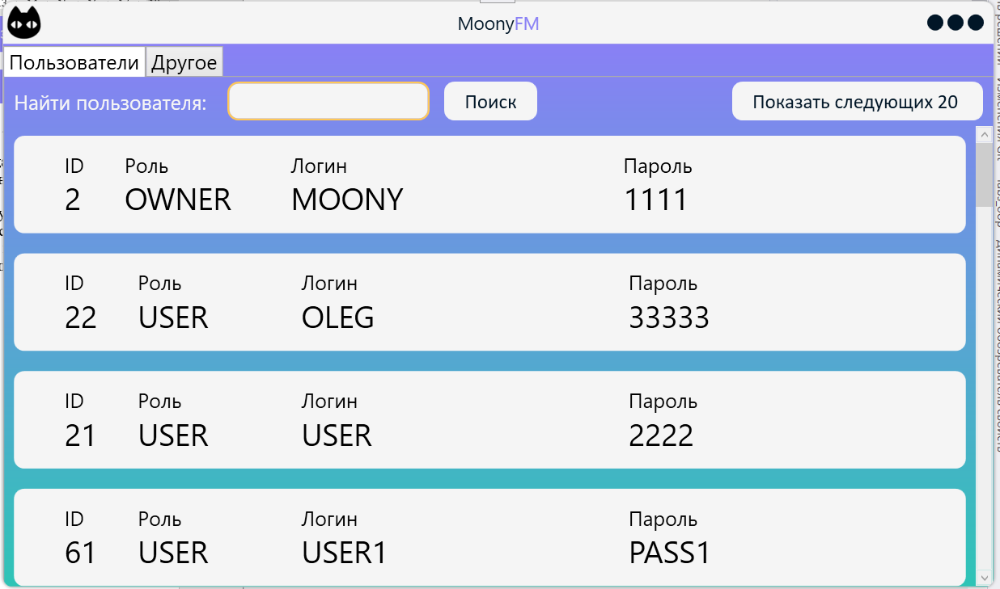 MoonyFM
Пользователи Другое
Найти пользователя: Поиск Показать следующих 20
ID Роль Логин Пароль
2 OWNER MOONY 1111
ID Роль Логин Пароль
22 USER OLEG 33333
ID Роль Логин Пароль
21 USER USER 2222
ID Роль Логин Пароль
61 USER USER1 PASS1